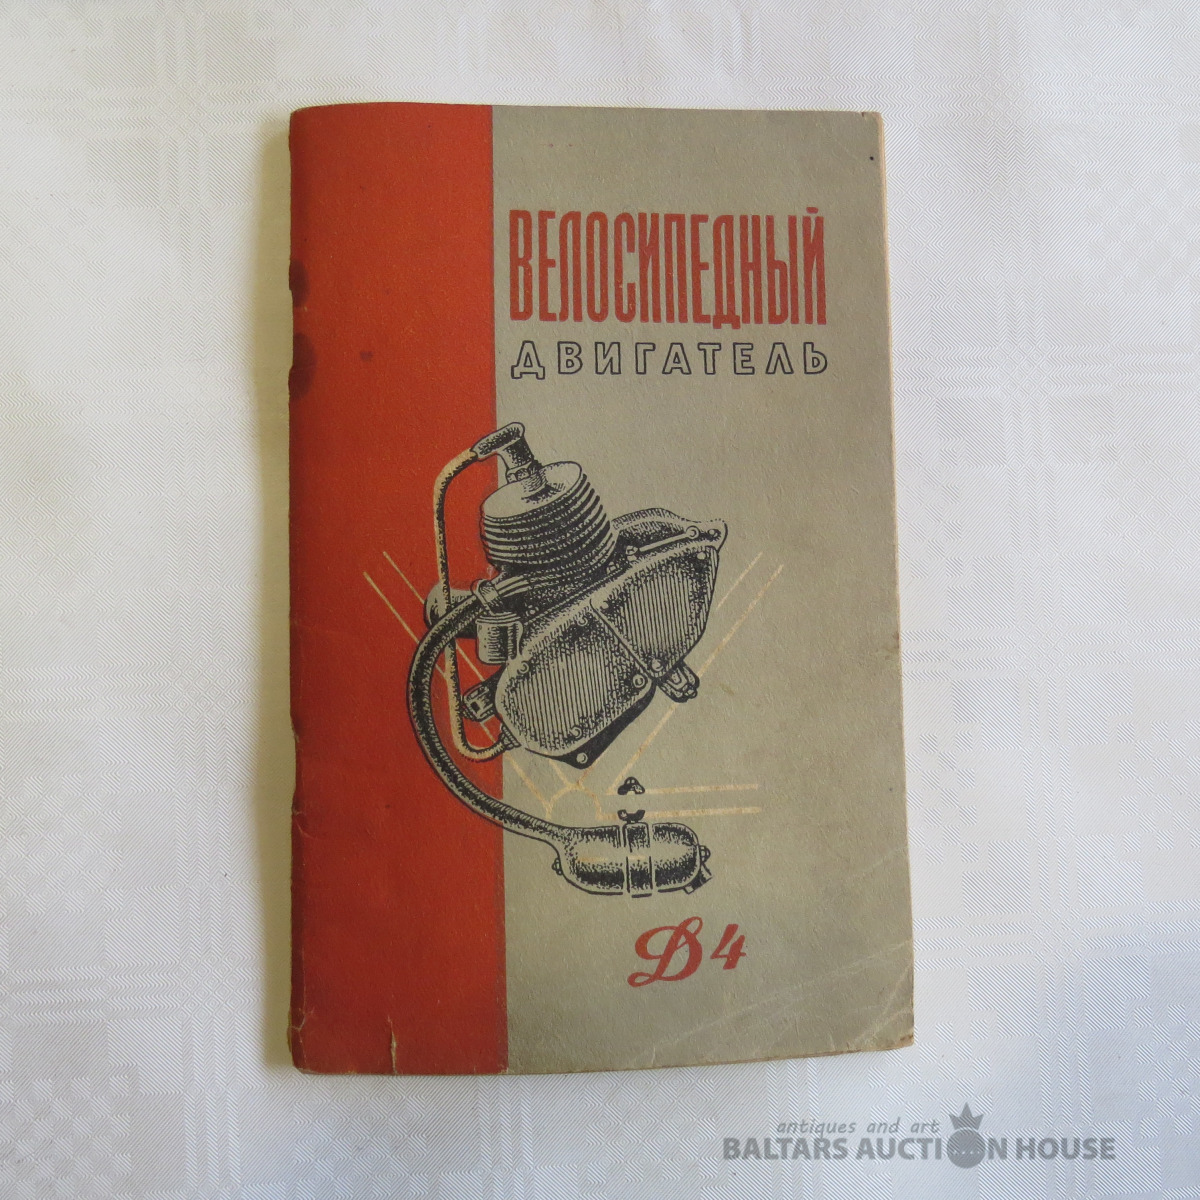 ВЕЛОСИПЕДНЫЙ
ДВИГАТЕЛЬ
Д4
antiques and art
BALTARS AUCTION HOUSE